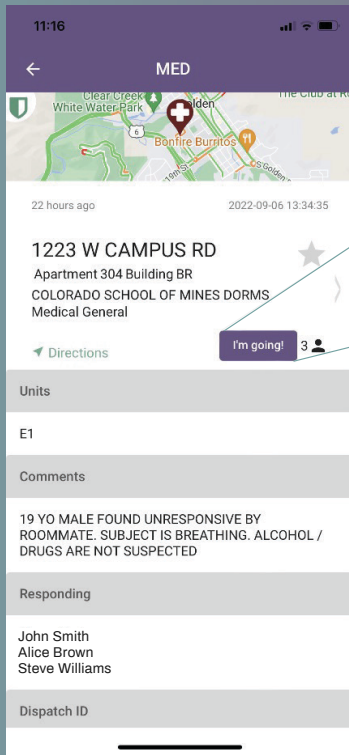 11:16
MED
Clear Creek
White Water Park
Golden
The Club at R
6
Bonfire Burritos
19th St
S Golden
22 hours ago
2022-09-06 13:34:35
1223 W CAMPUS RD
Apartment 304 Building BR
COLORADO SCHOOL OF MINES DORMS
Medical General
Directions
I'm going!
3
Units
E1
Comments
19 YO MALE FOUND UNRESPONSIVE BY
ROOMMATE. SUBJECT IS BREATHING. ALCOHOL /
DRUGS ARE NOT SUSPECTED
Responding
John Smith
Alice Brown
Steve Williams
Dispatch ID